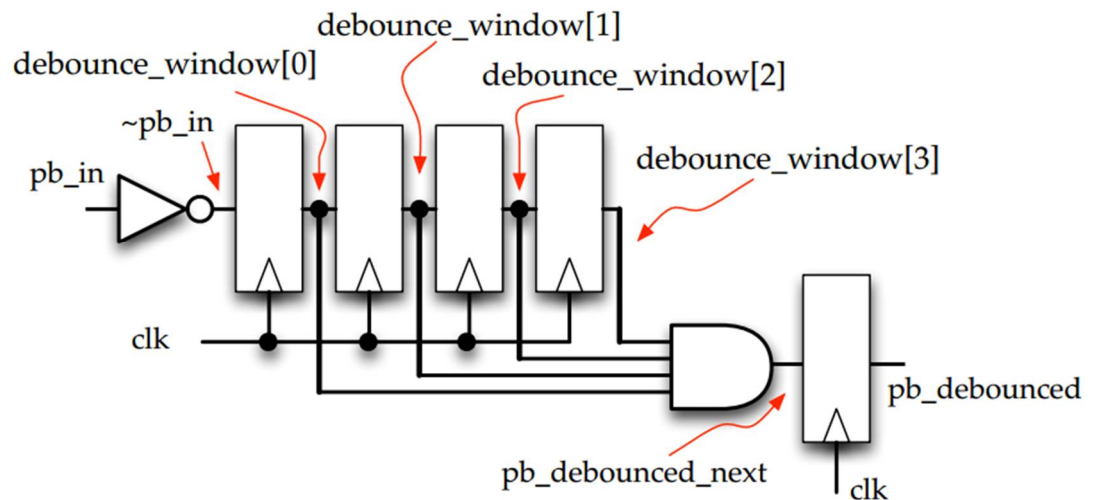 debounce_window[1]
debounce_window[0]
debounce_window[2]
~pb_in
debounce_window[3]
pb_in
clk
pb_debounced
pb_debounced_next
clk